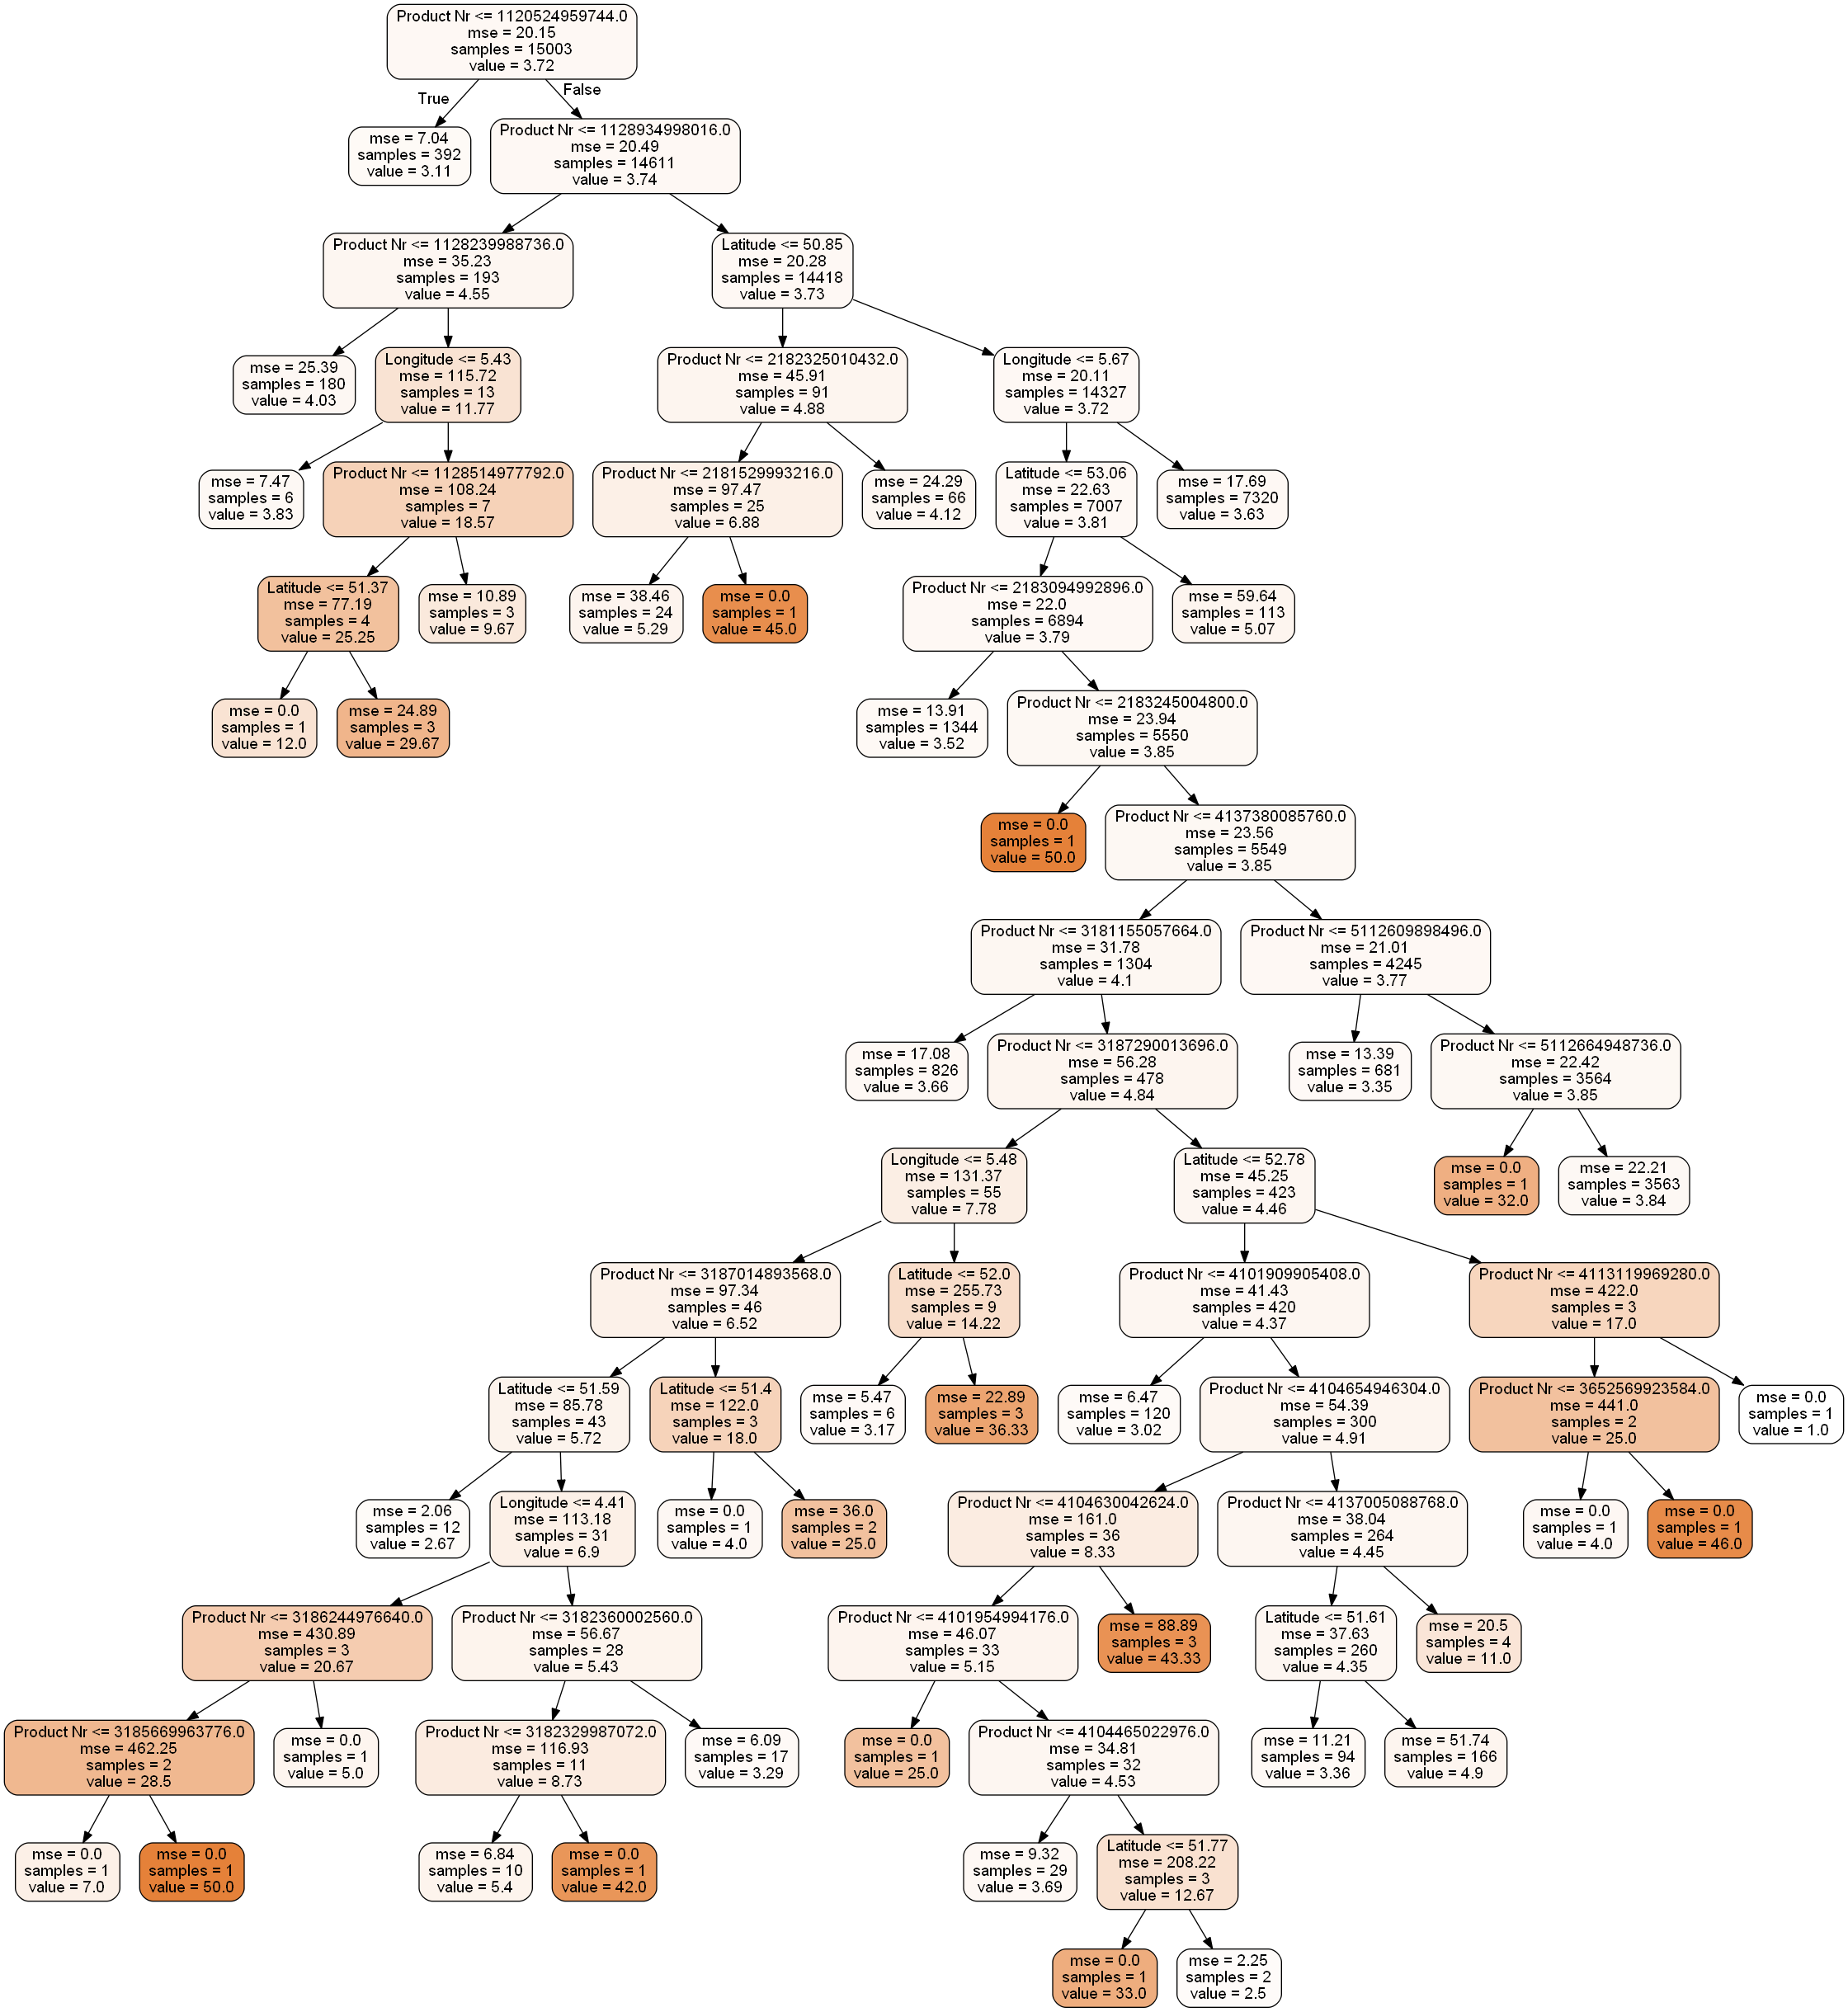 Product Nr <= 1120524959744.0
mse = 20.15
samples = 15003
value = 3.72
True
False
mse = 7.04
samples = 392
value = 3.11
Product Nr <= 1128934998016.0
mse = 20.49
samples = 14611
value = 3.74
Product Nr <= 1128239988736.0
mse = 35.23
samples = 193
value = 4.55
Latitude <= 50.85
mse = 20.28
samples = 14418
value = 3.73
mse = 25.39
samples = 180
value = 4.03
Longitude <= 5.43
mse = 115.72
samples = 13
value = 11.77
Product Nr <= 2182325010432.0
mse = 45.91
samples = 91
value = 4.88
Longitude <= 5.67
mse = 20.11
samples = 14327
value = 3.72
mse = 7.47
samples = 6
value = 3.83
Product Nr <= 1128514977792.0
mse = 108.24
samples = 7
value = 18.57
Product Nr <= 2181529993216.0
mse = 97.47
samples = 25
value = 6.88
mse = 24.29
samples = 66
value = 4.12
Latitude <= 53.06
mse = 22.63
samples = 7007
value = 3.81
mse = 17.69
samples = 7320
value = 3.63
Latitude <= 51.37
mse = 77.19
samples = 4
value = 25.25
mse = 10.89
samples = 3
value = 9.67
mse = 38.46
samples = 24
value = 5.29
mse = 0.0
samples = 1
value = 45.0
Product Nr <= 2183094992896.0
mse = 22.0
samples = 6894
value = 3.79
mse = 59.64
samples = 113
value = 5.07
mse = 0.0
samples = 1
value = 12.0
mse = 24.89
samples = 3
value = 29.67
mse = 13.91
samples = 1344
value = 3.52
Product Nr <= 2183245004800.0
mse = 23.94
samples = 5550
value = 3.85
mse = 0.0
samples = 1
value = 50.0
Product Nr <= 4137380085760.0
mse = 23.56
samples = 5549
value = 3.85
Product Nr <= 3181155057664.0
mse = 31.78
samples = 1304
value = 4.1
Product Nr <= 5112609898496.0
mse = 21.01
samples = 4245
value = 3.77
mse = 17.08
samples = 826
value = 3.66
Product Nr <= 3187290013696.0
mse = 56.28
samples = 478
value = 4.84
mse = 13.39
samples = 681
value = 3.35
Product Nr <= 5112664948736.0
mse = 22.42
samples = 3564
value = 3.85
Longitude <= 5.48
mse = 131.37
samples = 55
value = 7.78
Latitude <= 52.78
mse = 45.25
samples = 423
value = 4.46
mse = 0.0
samples = 1
value = 32.0
mse = 22.21
samples = 3563
value = 3.84
Product Nr <= 3187014893568.0
mse = 97.34
samples = 46
value = 6.52
Latitude <= 52.0
mse = 255.73
samples = 9
value = 14.22
Product Nr <= 4101909905408.0
mse = 41.43
samples = 420
value = 4.37
Product Nr <= 4113119969280.0
mse = 422.0
samples = 3
value = 17.0
Latitude <= 51.59
mse = 85.78
samples = 43
value = 5.72
Latitude <= 51.4
mse = 122.0
samples = 3
value = 18.0
mse = 5.47
samples = 6
value = 3.17
mse = 22.89
samples = 3
value = 36.33
mse = 6.47
samples = 120
value = 3.02
Product Nr <= 4104654946304.0
mse = 54.39
samples = 300
value = 4.91
Product Nr <= 3652569923584.0
mse = 441.0
samples = 2
value = 25.0
mse = 0.0
samples = 1
value = 1.0
mse = 2.06
samples = 12
value = 2.67
Longitude <= 4.41
mse = 113.18
samples = 31
value = 6.9
mse = 0.0
samples = 1
value = 4.0
mse = 36.0
samples = 2
value = 25.0
Product Nr <= 4104630042624.0
mse = 161.0
samples = 36
value = 8.33
Product Nr <= 4137005088768.0
mse = 38.04
samples = 264
value = 4.45
mse = 0.0
samples = 1
value = 4.0
mse = 0.0
samples = 1
value = 46.0
Product Nr <= 3186244976640.0
mse = 430.89
samples = 3
value = 20.67
Product Nr <= 3182360002560.0
mse = 56.67
samples = 28
value = 5.43
Product Nr <= 4101954994176.0
mse = 46.07
samples = 33
value = 5.15
mse = 88.89
samples = 3
value = 43.33
Latitude <= 51.61
mse = 37.63
samples = 260
value = 4.35
mse = 20.5
samples = 4
value = 11.0
Product Nr <= 3185669963776.0
mse = 462.25
samples = 2
value = 28.5
mse = 0.0
samples = 1
value = 5.0
Product Nr <= 3182329987072.0
mse = 116.93
samples = 11
value = 8.73
mse = 6.09
samples = 17
value = 3.29
mse = 0.0
samples = 1
value = 25.0
Product Nr <= 4104465022976.0
mse = 34.81
samples = 32
value = 4.53
mse = 11.21
samples = 94
value = 3.36
mse = 51.74
samples = 166
value = 4.9
mse = 0.0
samples = 1
value = 7.0
mse = 0.0
samples = 1
value = 50.0
mse = 6.84
samples = 10
value = 5.4
mse = 0.0
samples = 1
value = 42.0
mse = 9.32
samples = 29
value = 3.69
Latitude <= 51.77
mse = 208.22
samples = 3
value = 12.67
mse = 0.0
samples = 1
value = 33.0
mse = 2.25
samples = 2
value = 2.5